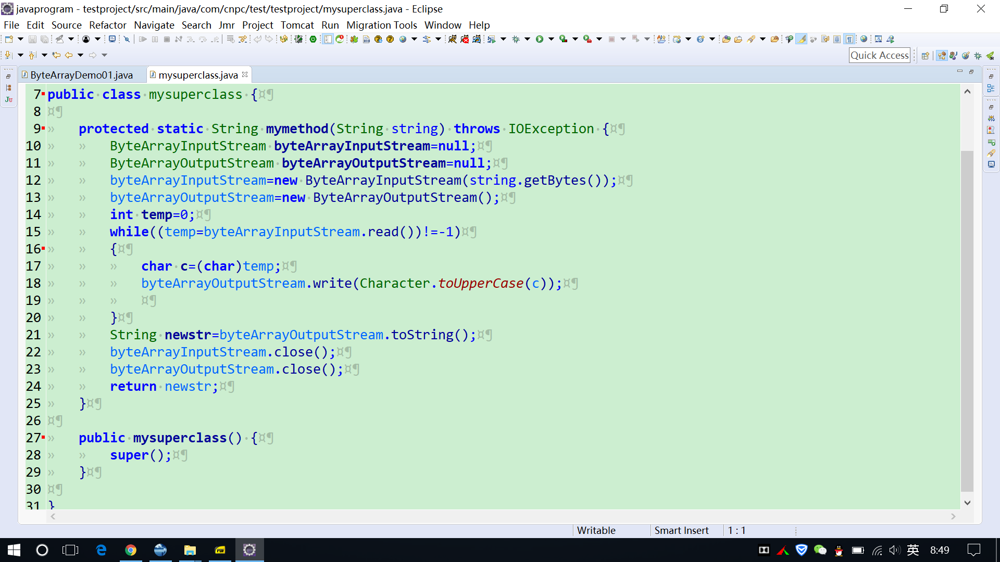 javaprogram - testproject/src/main/java/com/cnpc/test/testproject/mysuperclass.java - Eclipse
File Edit Source Refactor Navigate Search Jmr Project Tomcat Run Migration Tools Window Help
Quick Access
ByteArrayDemo01.java mysuperclass.java
7 public·class·mysuperclass·{¤¶
8 ¤¶
9 » protected·static·String·mymethod(String·string)·throws·IOException·{¤¶
10 » » ByteArrayInputStream·byteArrayInputStream=null;¤¶
11 » » ByteArrayOutputStream·byteArrayOutputStream=null;¤¶
12 » » byteArrayInputStream=new·ByteArrayInputStream(string.getBytes());¤¶
13 » » byteArrayOutputStream=new·ByteArrayOutputStream();¤¶
14 » » int·temp=0;¤¶
15 » » while((temp=byteArrayInputStream.read())!=-1)¤¶
16 » » {¤¶
17 » » » char·c=(char)temp;¤¶
18 » » » byteArrayOutputStream.write(Character.toUpperCase(c));¤¶
19 » » » ¤¶
20 » » }¤¶
21 » » String·newstr=byteArrayOutputStream.toString();¤¶
22 » » byteArrayInputStream.close();¤¶
23 » » byteArrayOutputStream.close();¤¶
24 » » return·newstr;¤¶
25 » }¤¶
26 ¤¶
27 » public·mysuperclass()·{¤¶
28 » » super();¤¶
29 » }¤¶
30 ¤¶
31 }
Writable Smart Insert 1 : 1
英 8:49